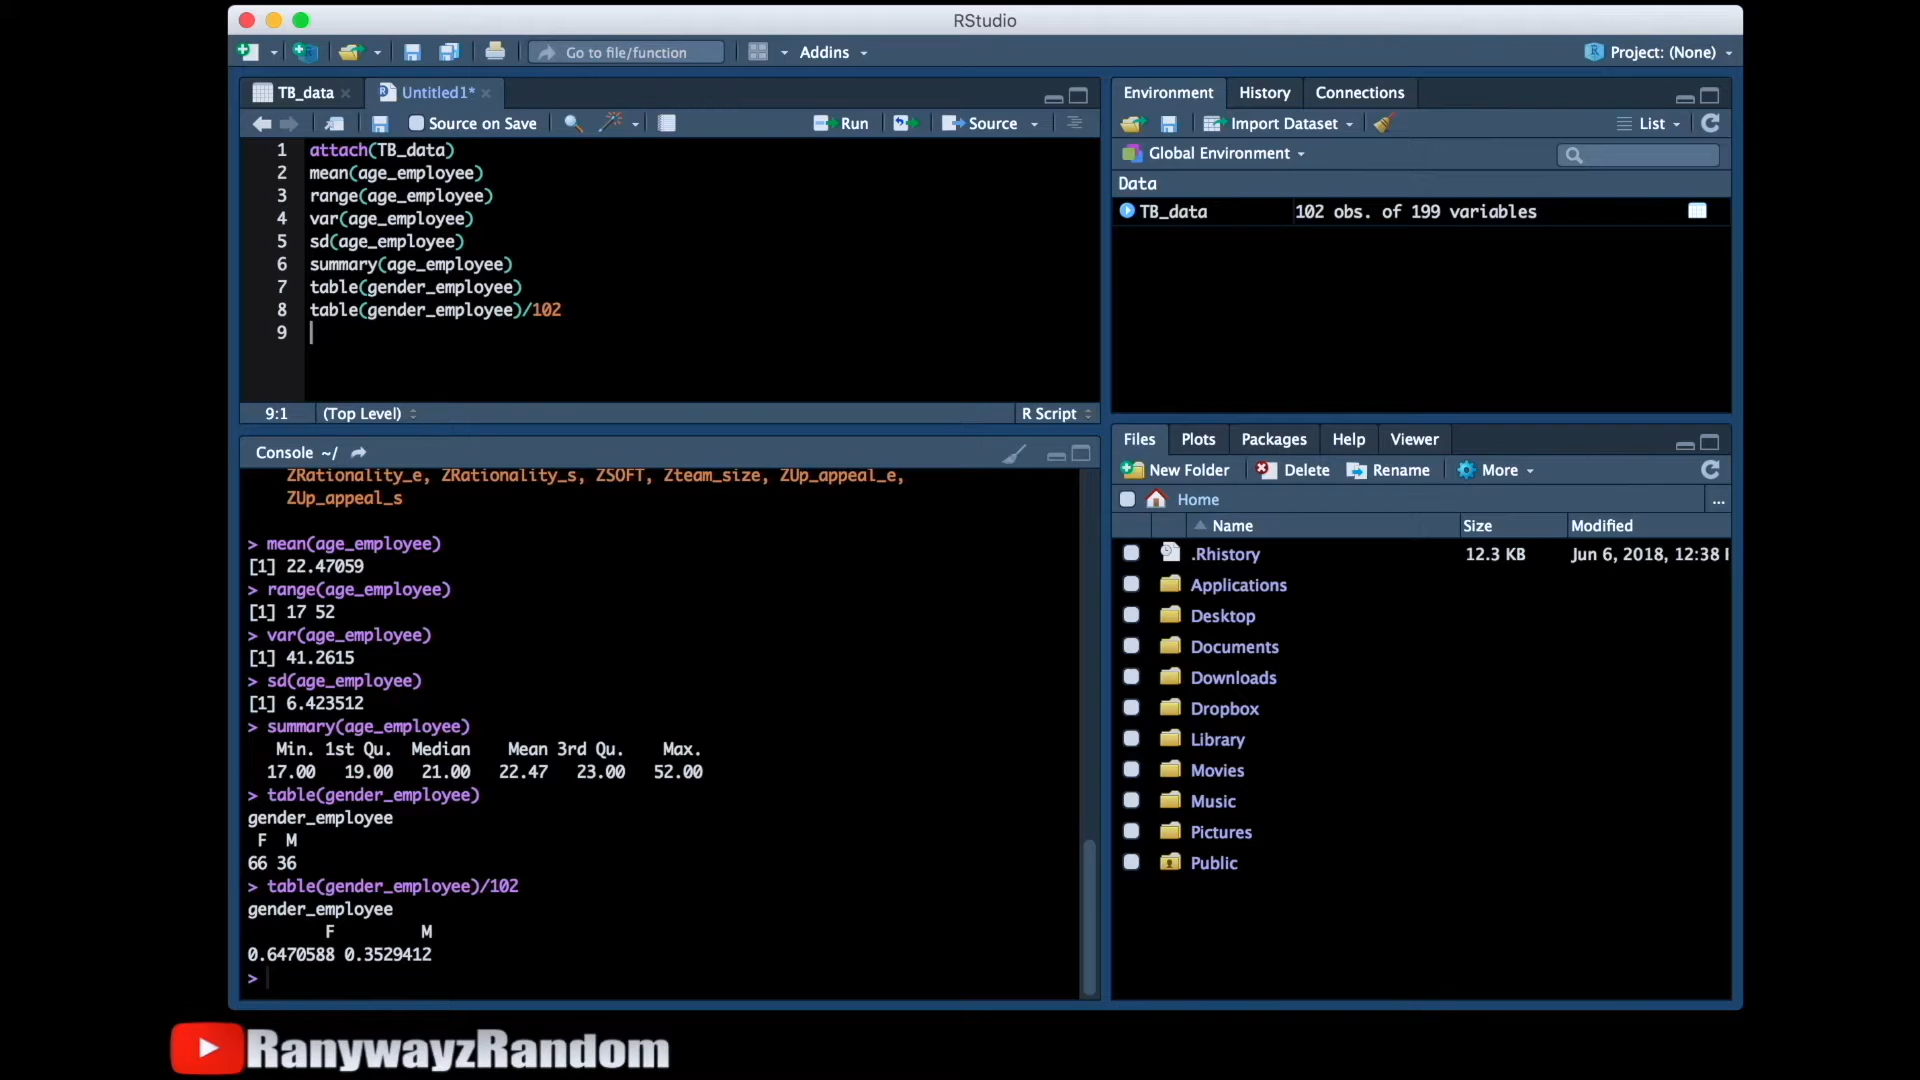 RStudio
Go to file/function
Addins
Project: (None)
TB_data
Untitled1*
Source on Save
Run
Source
1 attach(TB_data)
2 mean(age_employee)
3 range(age_employee)
4 var(age_employee)
5 sd(age_employee)
6 summary(age_employee)
7 table(gender_employee)
8 table(gender_employee)/102
9
9:1 (Top Level) R Script
Console ~/
ZRationality_e, ZRationality_s, ZSOFT, Zteam_size, ZUp_appeal_e,
ZUp_appeal_s
> mean(age_employee)
[1] 22.47059
> range(age_employee)
[1] 17 52
> var(age_employee)
[1] 41.2615
> sd(age_employee)
[1] 6.423512
> summary(age_employee)
Min. 1st Qu. Median Mean 3rd Qu. Max.
17.00 19.00 21.00 22.47 23.00 52.00
> table(gender_employee)
gender_employee
F M
66 36
> table(gender_employee)/102
gender_employee
F M
0.6470588 0.3529412
>
Environment History Connections
Import Dataset List
Global Environment
Data
TB_data 102 obs. of 199 variables
Files Plots Packages Help Viewer
New Folder Delete Rename More
Home ...
Name Size Modified
.Rhistory 12.3 KB Jun 6, 2018, 12:38
Applications
Desktop
Documents
Downloads
Dropbox
Library
Movies
Music
Pictures
Public
RanywayzRandom